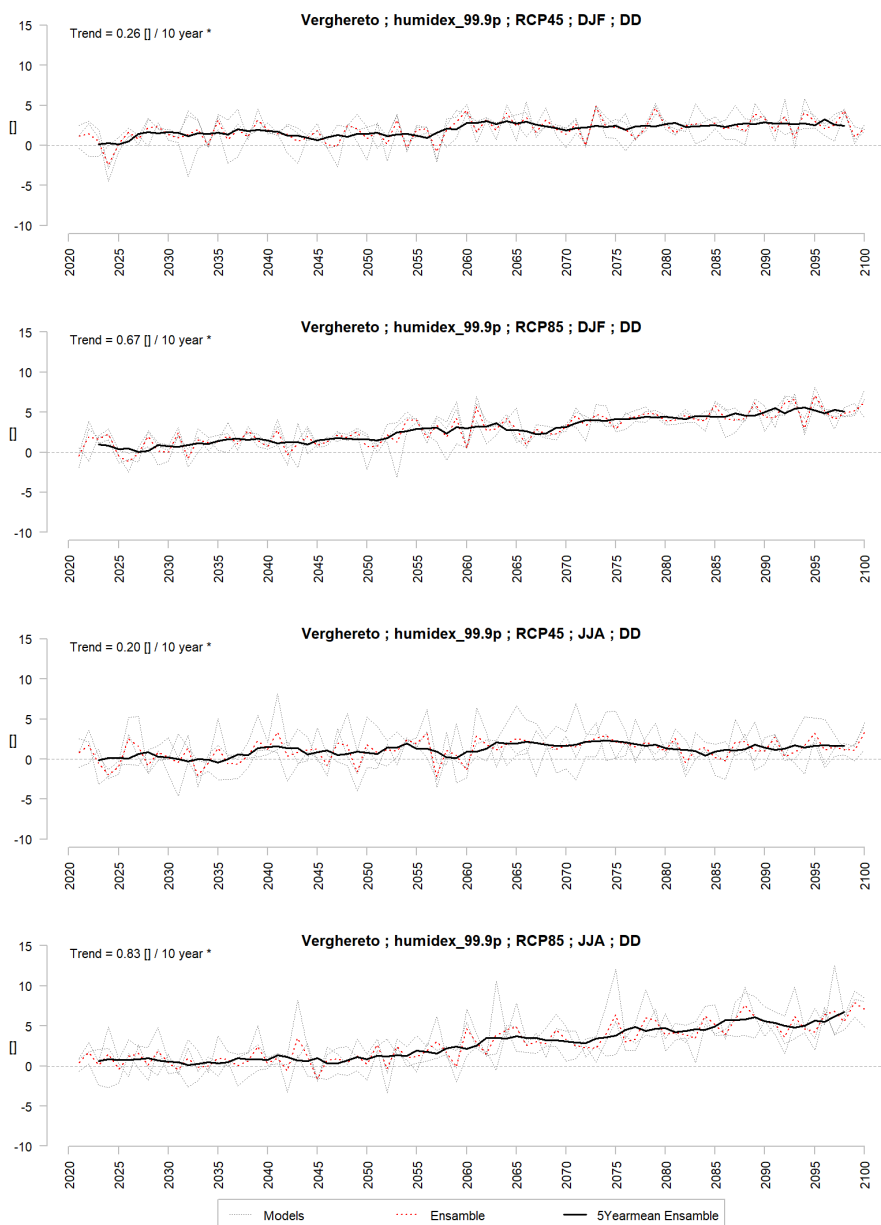 Verghereto ; humidex_99.9p ; RCP45 ; DJF ; DD
Trend = 0.26 [] / 10 year *
15
10
5
0
-5
-10
[]
2020 2025 2030 2035 2040 2045 2050 2055 2060 2065 2070 2075 2080 2085 2090 2095 2100
Verghereto ; humidex_99.9p ; RCP85 ; DJF ; DD
Trend = 0.67 [] / 10 year *
15
10
5
0
-5
-10
[]
2020 2025 2030 2035 2040 2045 2050 2055 2060 2065 2070 2075 2080 2085 2090 2095 2100
Verghereto ; humidex_99.9p ; RCP45 ; JJA ; DD
Trend = 0.20 [] / 10 year *
15
10
5
0
-5
-10
[]
2020 2025 2030 2035 2040 2045 2050 2055 2060 2065 2070 2075 2080 2085 2090 2095 2100
Verghereto ; humidex_99.9p ; RCP85 ; JJA ; DD
Trend = 0.83 [] / 10 year *
15
10
5
0
-5
-10
[]
2020 2025 2030 2035 2040 2045 2050 2055 2060 2065 2070 2075 2080 2085 2090 2095 2100
Models Ensamble 5Yearmean Ensamble